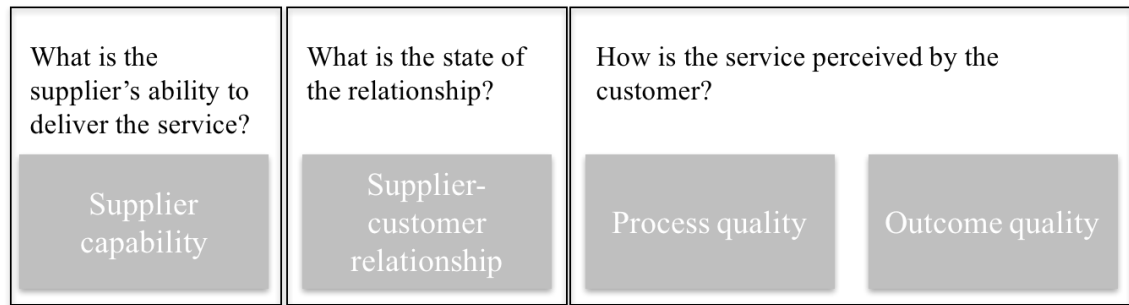 What is the
supplier’s ability to
deliver the service?
Supplier
capability
What is the state of
the relationship?
Supplier-
customer
relationship
How is the service perceived by the
customer?
Process quality
Outcome quality